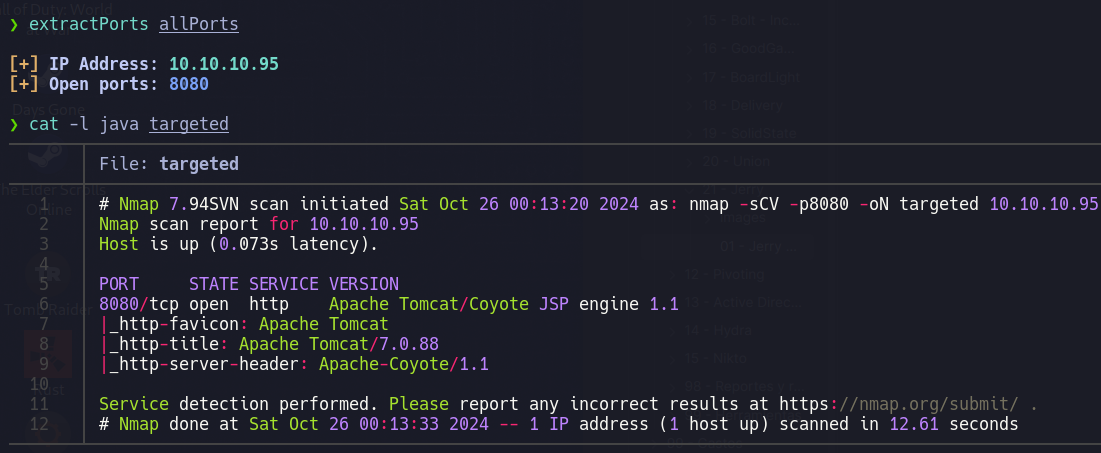 ❯ extractPorts allPorts
[+] IP Address: 10.10.10.95
[+] Open ports: 8080
❯ cat -l java targeted
File: targeted
1 # Nmap 7.94SVN scan initiated Sat Oct 26 00:13:20 2024 as: nmap -sCV -p8080 -oN targeted 10.10.10.95
2 Nmap scan report for 10.10.10.95
3 Host is up (0.073s latency).
4
5 PORT     STATE SERVICE VERSION
6 8080/tcp open  http    Apache Tomcat/Coyote JSP engine 1.1
7 |_http-favicon: Apache Tomcat
8 |_http-title: Apache Tomcat/7.0.88
9 |_http-server-header: Apache-Coyote/1.1
10
11 Service detection performed. Please report any incorrect results at https://nmap.org/submit/ .
12 # Nmap done at Sat Oct 26 00:13:33 2024 -- 1 IP address (1 host up) scanned in 12.61 seconds